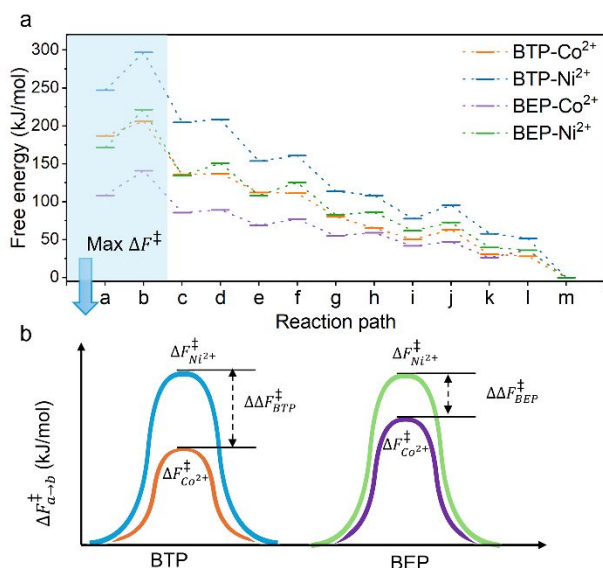 a
300
250
200
150
100
50
0
Free energy (kJ/mol)
BTP-Co²⁺
BTP-Ni²⁺
BEP-Co²⁺
BEP-Ni²⁺
Max ΔF‡
a b c d e f g h i j k l m
Reaction path
b
ΔF‡a→b (kJ/mol)
ΔF‡Ni²⁺
ΔΔF‡BTP
ΔF‡Co²⁺
ΔF‡Ni²⁺
ΔΔF‡BEP
ΔF‡Co²⁺
BTP BEP